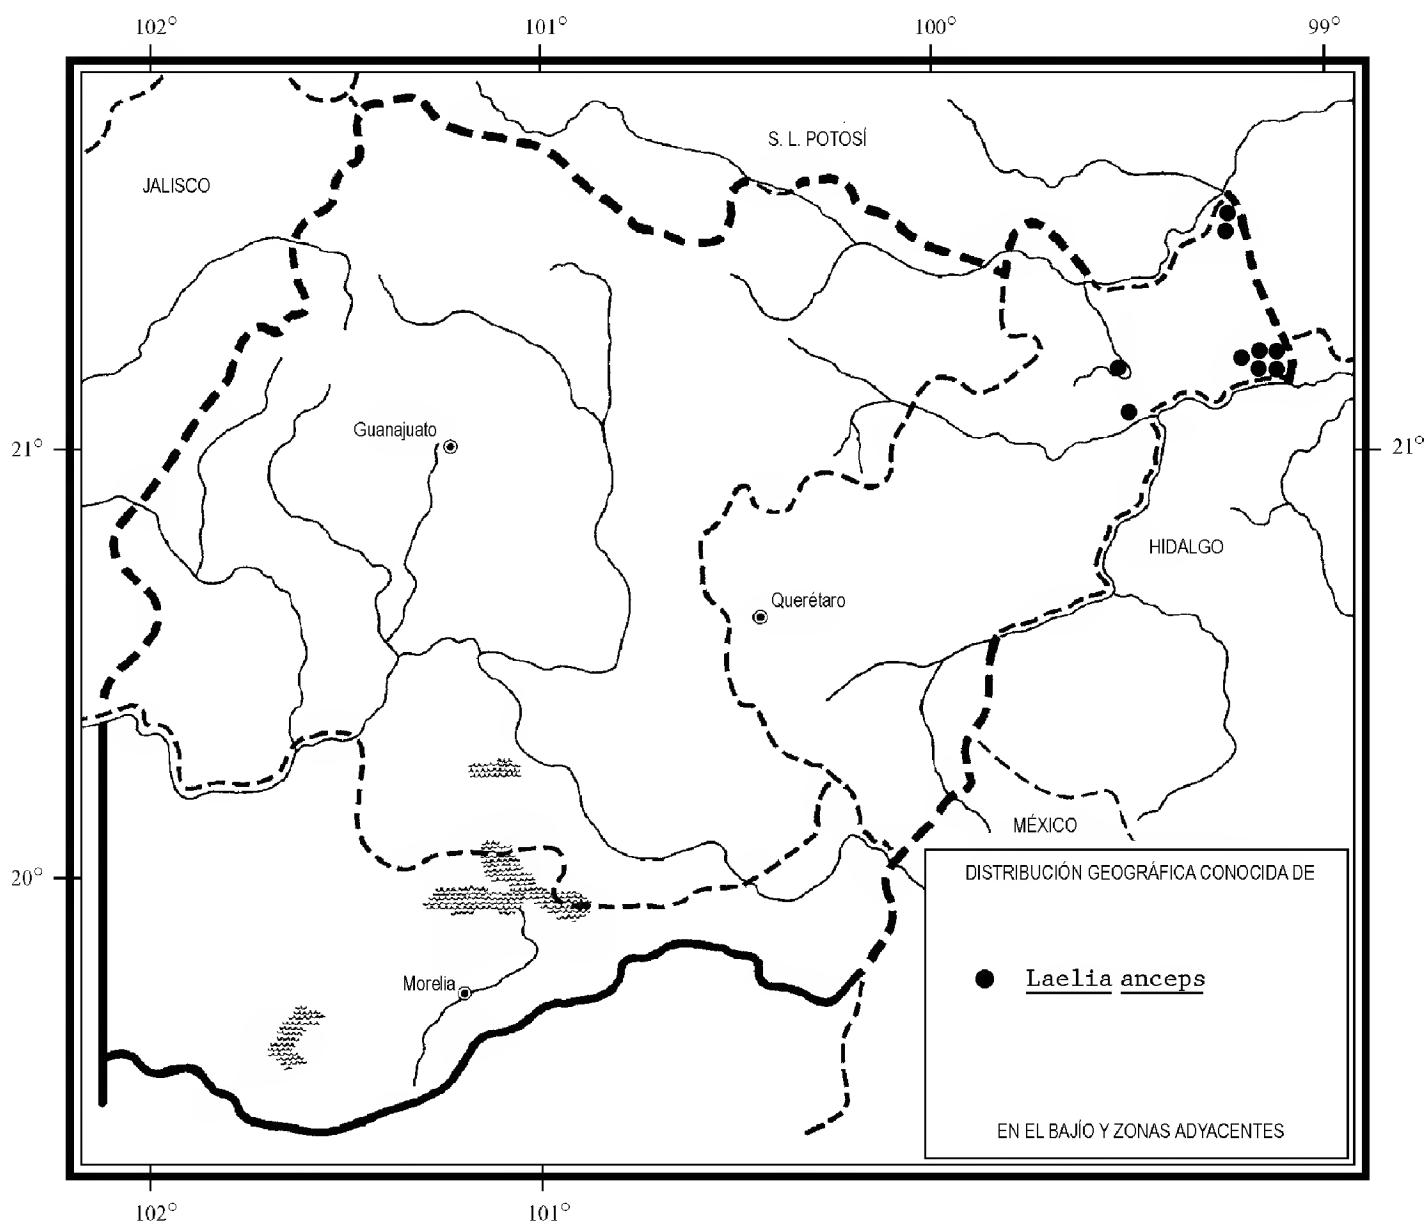 102° 101° 100° 99°
S. L. POTOSÍ
JALISCO
Guanajuato
21° 21°
HIDALGO
Querétaro
MÉXICO
20°
DISTRIBUCIÓN GEOGRÁFICA CONOCIDA DE
Laelia anceps
Morelia
EN EL BAJÍO Y ZONAS ADYACENTES
102° 101°